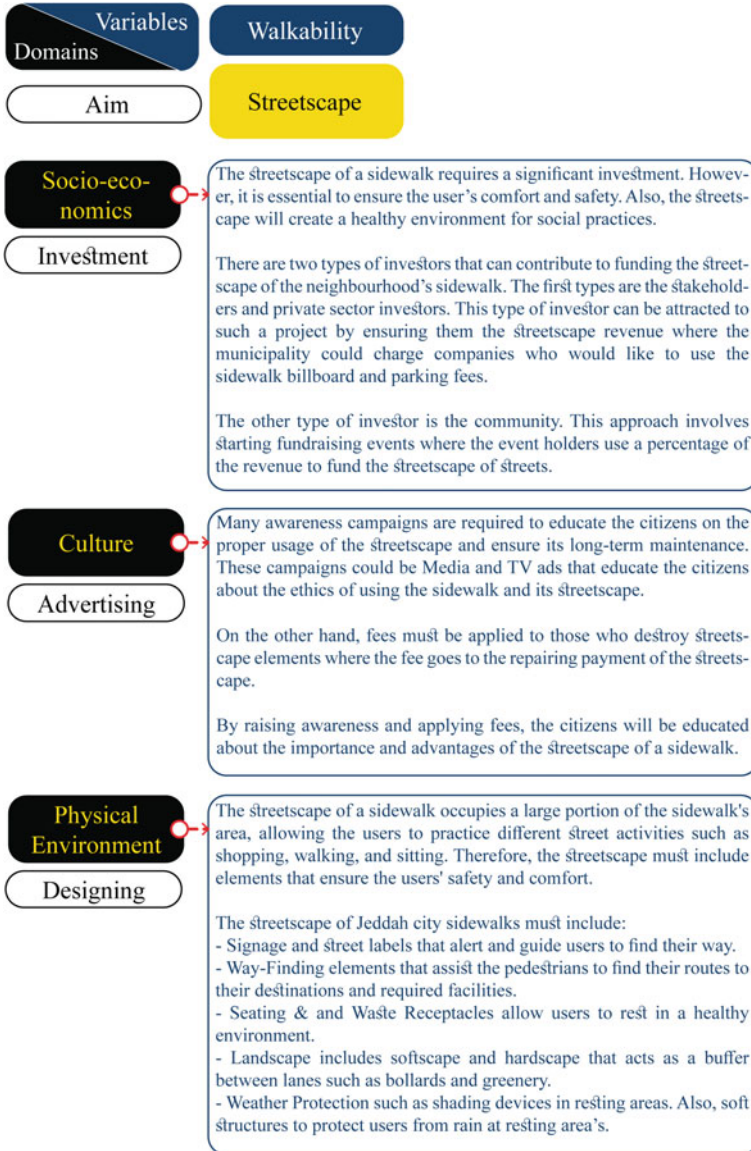 Variables
Domains
Walkability
Aim
Streetscape
Socio-eco-
nomics
Investment
The streetscape of a sidewalk requires a significant investment. Howev-
er, it is essential to ensure the user's comfort and safety. Also, the streets-
cape will create a healthy environment for social practices.
There are two types of investors that can contribute to funding the street-
scape of the neighbourhood's sidewalk. The first types are the stakehold-
ers and private sector investors. This type of investor can be attracted to
such a project by ensuring them the streetscape revenue where the
municipality could charge companies who would like to use the
sidewalk billboard and parking fees.
The other type of investor is the community. This approach involves
starting fundraising events where the event holders use a percentage of
the revenue to fund the streetscape of streets.
Culture
Advertising
Many awareness campaigns are required to educate the citizens on the
proper usage of the streetscape and ensure its long-term maintenance.
These campaigns could be Media and TV ads that educate the citizens
about the ethics of using the sidewalk and its streetscape.
On the other hand, fees must be applied to those who destroy streets-
cape elements where the fee goes to the repairing payment of the streets-
cape.
By raising awareness and applying fees, the citizens will be educated
about the importance and advantages of the streetscape of a sidewalk.
Physical
Environment
Designing
The streetscape of a sidewalk occupies a large portion of the sidewalk's
area, allowing the users to practice different street activities such as
shopping, walking, and sitting. Therefore, the streetscape must include
elements that ensure the users' safety and comfort.
The streetscape of Jeddah city sidewalks must include:
- Signage and street labels that alert and guide users to find their way.
- Way-Finding elements that assist the pedestrians to find their routes to
their destinations and required facilities.
- Seating & and Waste Receptacles allow users to rest in a healthy
environment.
- Landscape includes softscape and hardscape that acts as a buffer
between lanes such as bollards and greenery.
- Weather Protection such as shading devices in resting areas. Also, soft
structures to protect users from rain at resting area's.